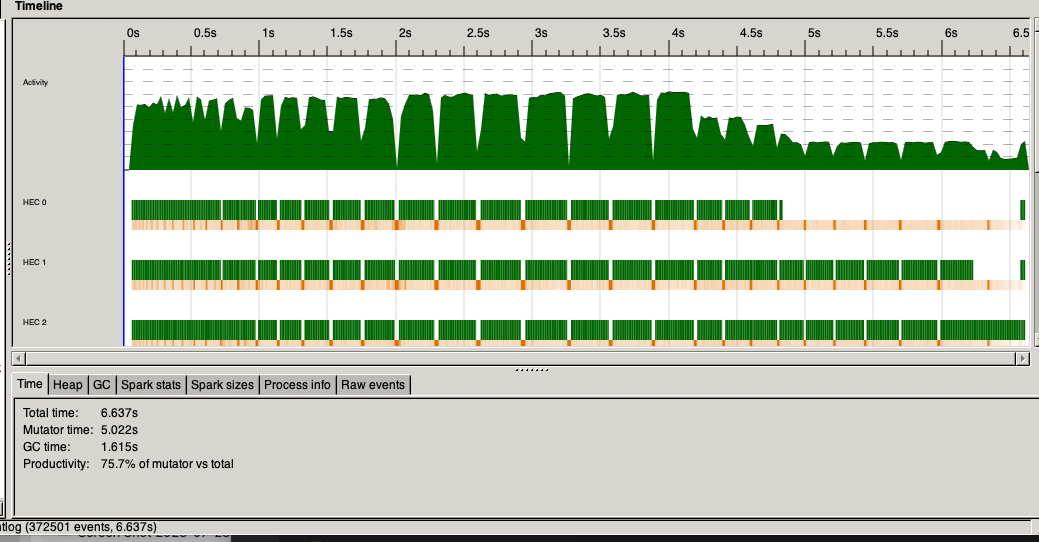 Timeline
0s 0.5s 1s 1.5s 2s 2.5s 3s 3.5s 4s 4.5s 5s 5.5s 6s 6.5
Activity
HEC 0
HEC 1
HEC 2
Time Heap GC Spark stats Spark sizes Process info Raw events
Total time: 6.637s
Mutator time: 5.022s
GC time: 1.615s
Productivity: 75.7% of mutator vs total
ntlog (372501 events, 6.637s)